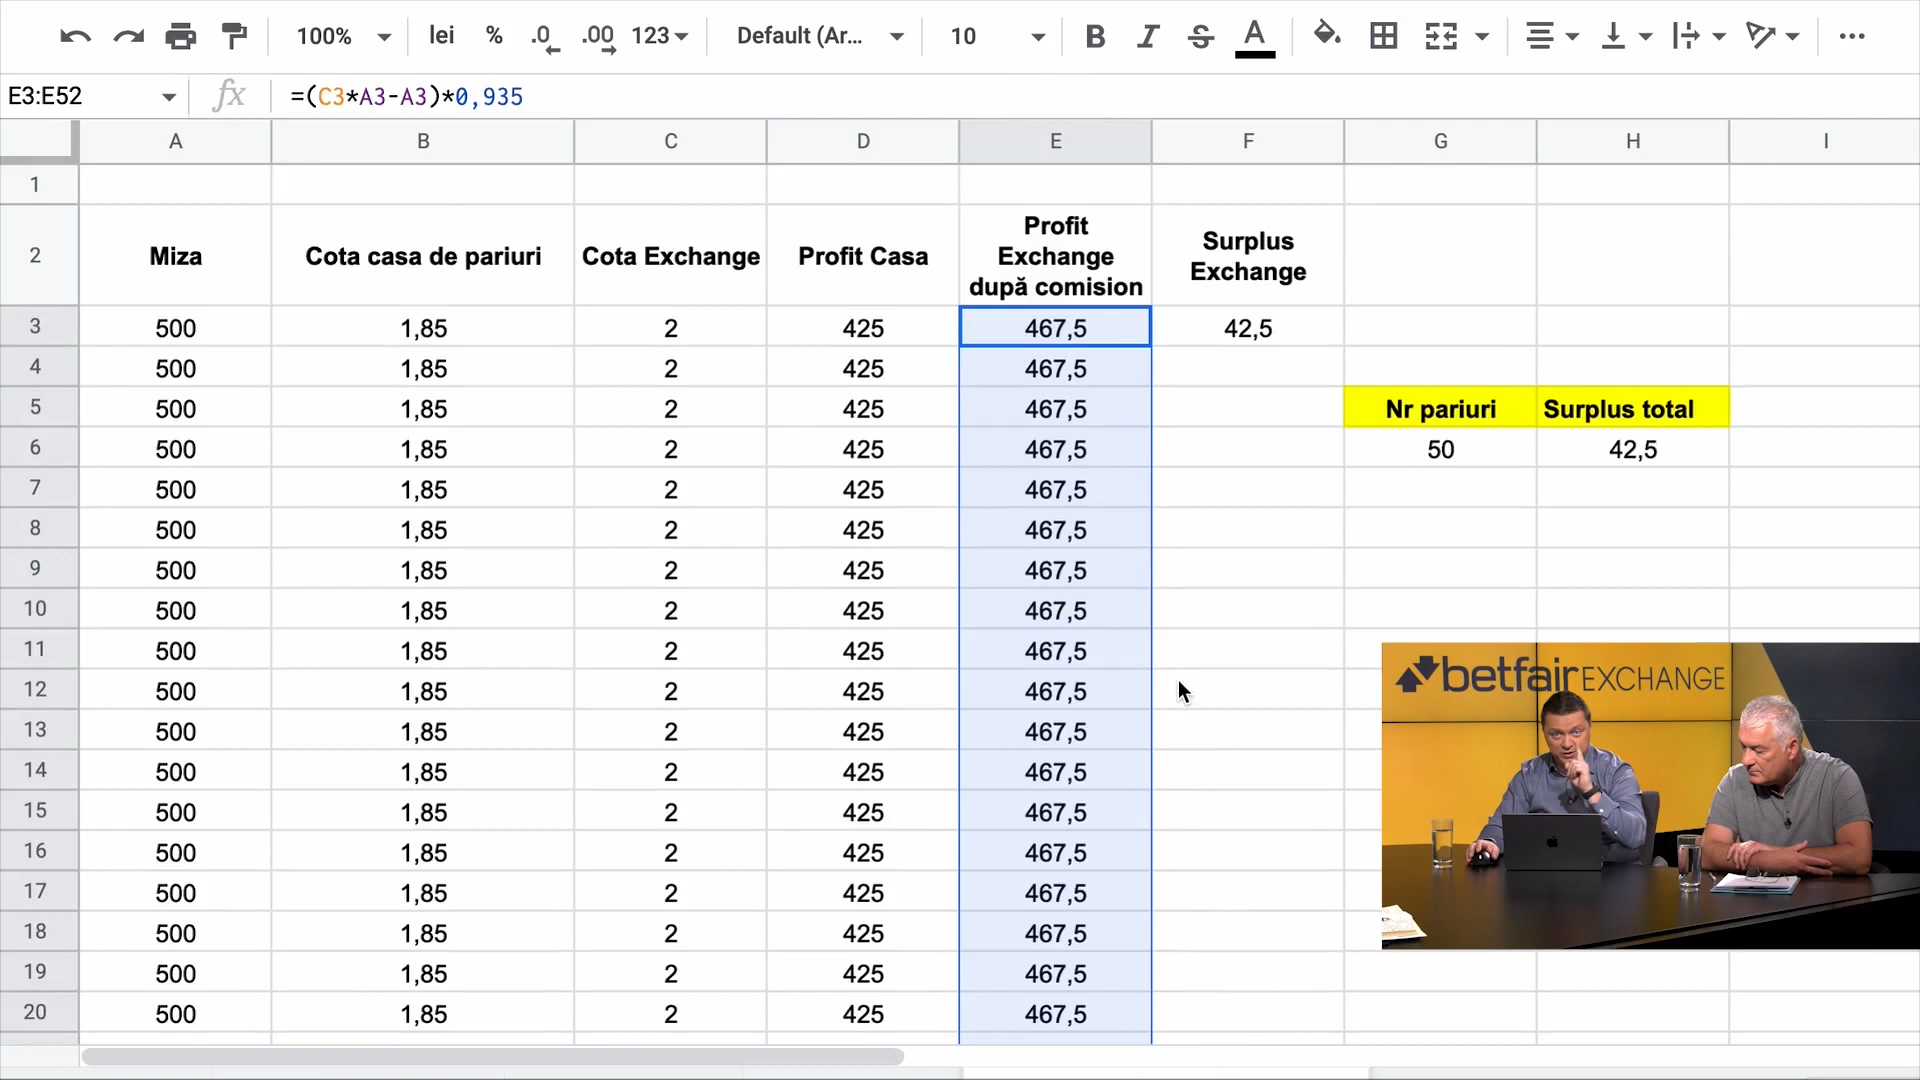 100% lei % .0 .00 123 Default (Ar... 10 B I S A
E3:E52 fx =(C3*A3-A3)*0,935
A B C D E F G H I
1
2 Miza Cota casa de pariuri Cota Exchange Profit Casa Profit Exchange după comision Surplus Exchange
3 500 1,85 2 425 467,5 42,5
4 500 1,85 2 425 467,5
5 500 1,85 2 425 467,5 Nr pariuri Surplus total
6 500 1,85 2 425 467,5 50 42,5
7 500 1,85 2 425 467,5
8 500 1,85 2 425 467,5
9 500 1,85 2 425 467,5
10 500 1,85 2 425 467,5
11 500 1,85 2 425 467,5
12 500 1,85 2 425 467,5
13 500 1,85 2 425 467,5
14 500 1,85 2 425 467,5
15 500 1,85 2 425 467,5
16 500 1,85 2 425 467,5
17 500 1,85 2 425 467,5
18 500 1,85 2 425 467,5
19 500 1,85 2 425 467,5
20 500 1,85 2 425 467,5
betfair EXCHANGE